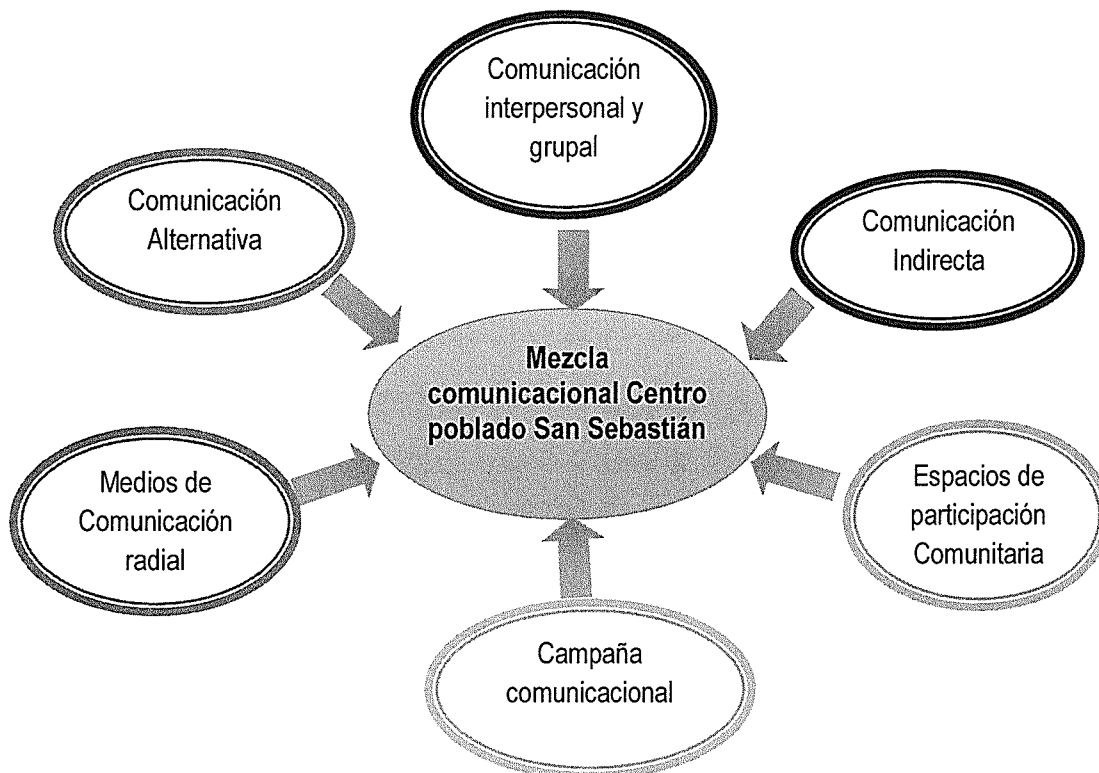 Comunicación
interpersonal y
grupal
Comunicación
Alternativa
Comunicación
Indirecta
Mezcla
comunicacional Centro
poblado San Sebastián
Medios de
Comunicación
radial
Espacios de
participación
Comunitaria
Campaña
comunicacional